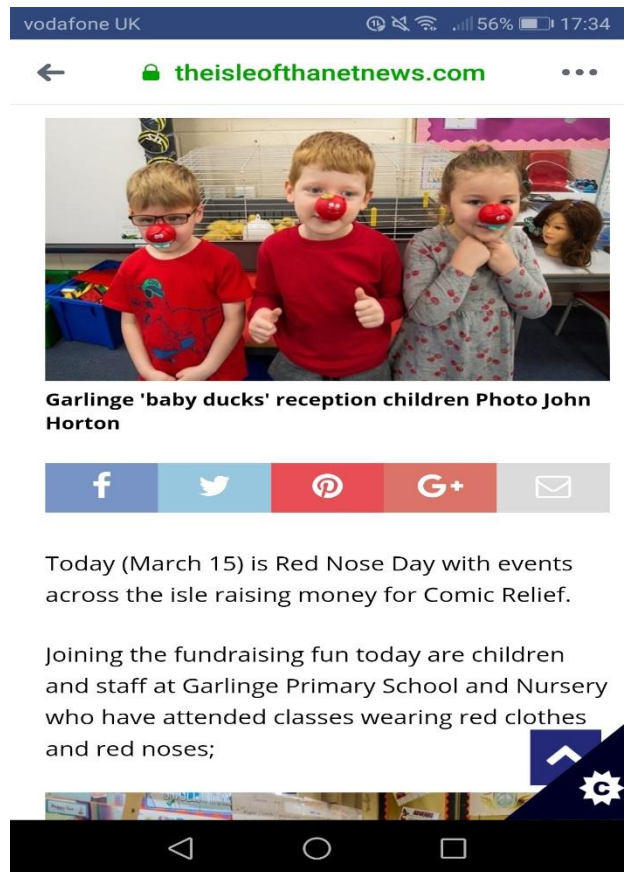 vodafone UK 56% 17:34
theisleofthanetnews.com
Garlinge 'baby ducks' reception children Photo John
Horton
f G+
Today (March 15) is Red Nose Day with events
across the isle raising money for Comic Relief.
Joining the fundraising fun today are children
and staff at Garlinge Primary School and Nursery
who have attended classes wearing red clothes
and red noses;
C